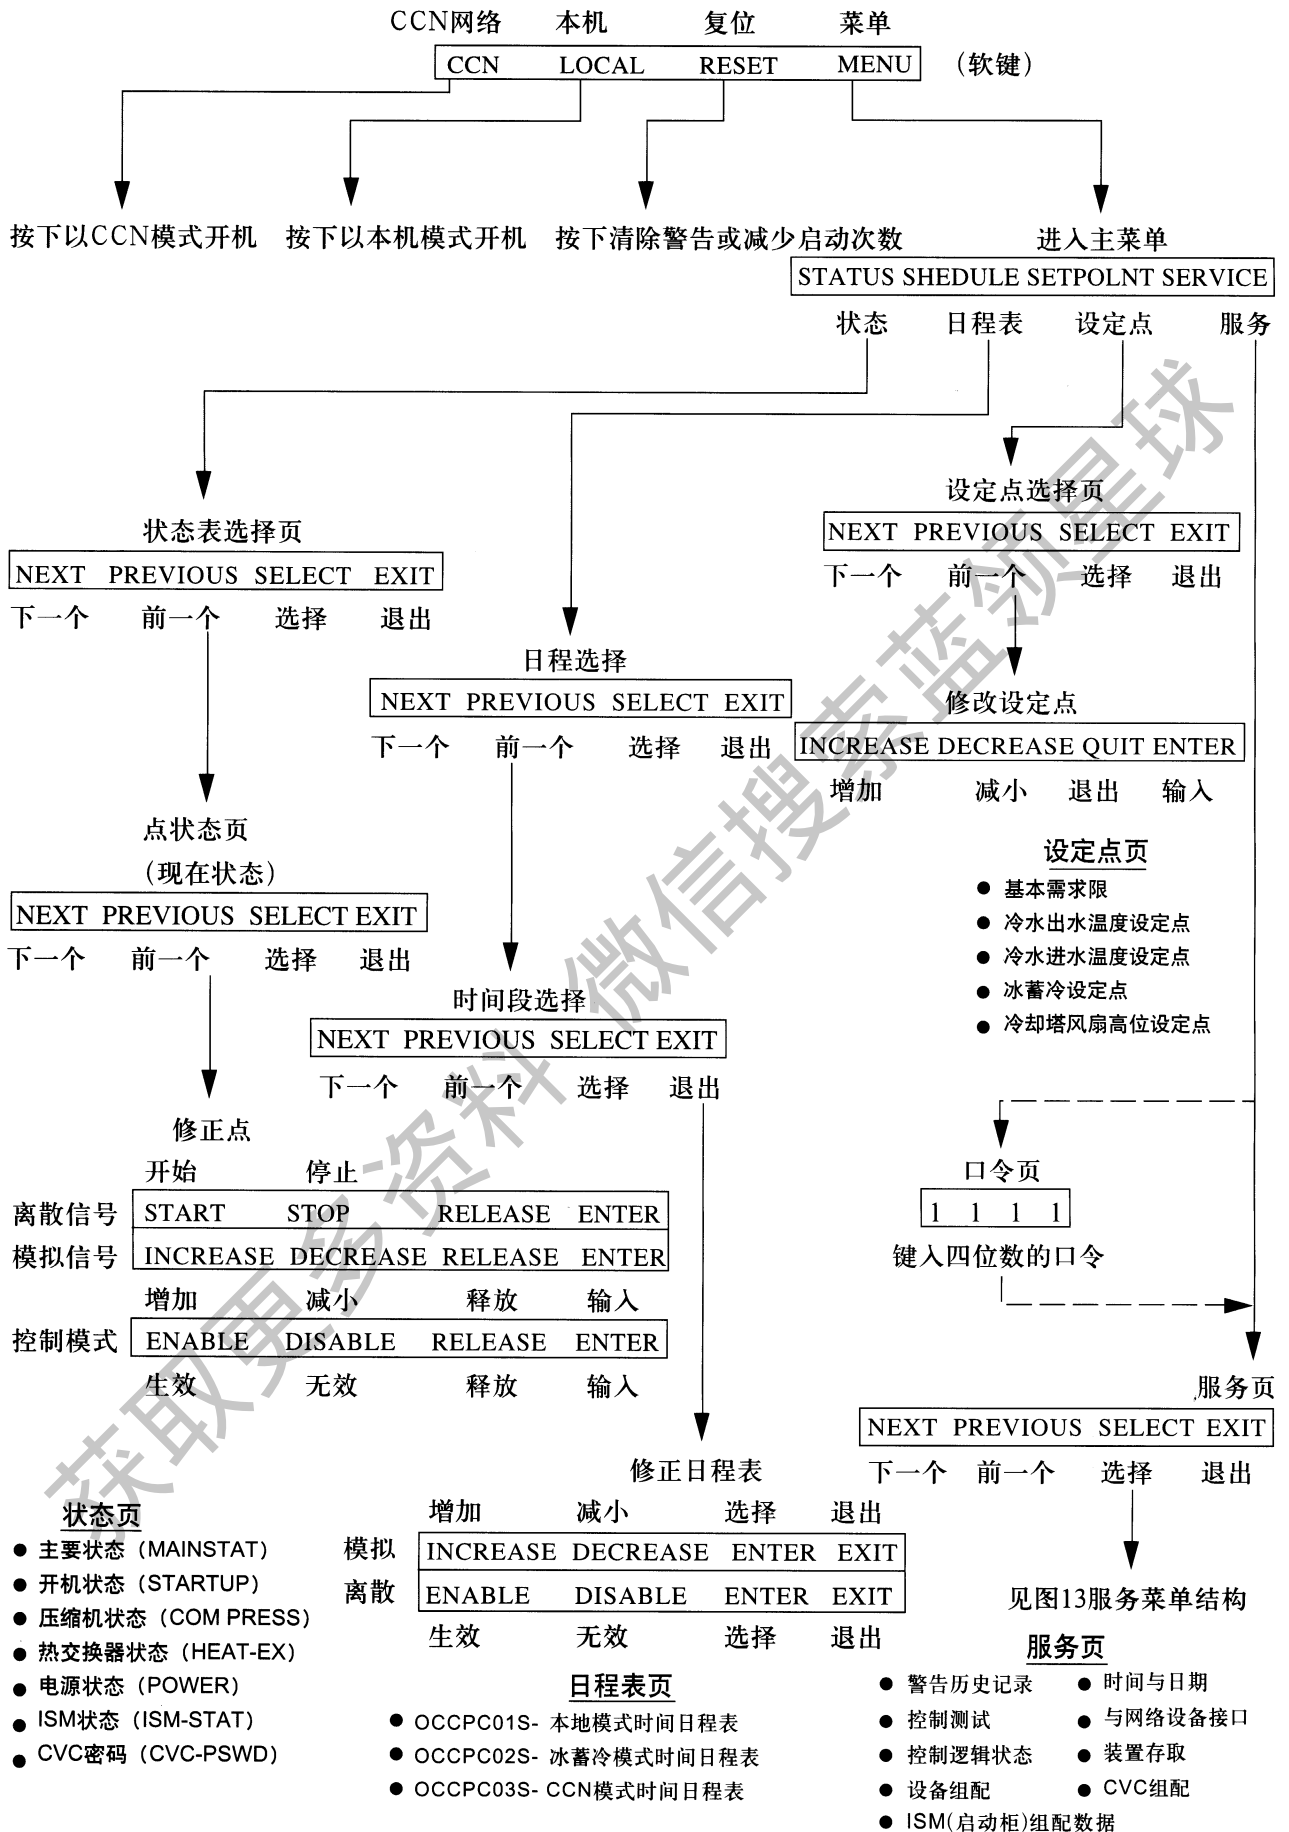 CCN网络 本机 复位 菜单
CCN LOCAL RESET MENU (软键)
按下以CCN模式开机 按下以本机模式开机 按下清除警告或减少启动次数 进入主菜单
STATUS SHEDULE SETPOLNT SERVICE
状态 日程表 设定点 服务
设定点选择页
NEXT PREVIOUS SELECT EXIT
下一个 前一个 选择 退出
状态表选择页
NEXT PREVIOUS SELECT EXIT
下一个 前一个 选择 退出
日程选择
NEXT PREVIOUS SELECT EXIT
下一个 前一个 选择 退出
修改设定点
INCREASE DECREASE QUIT ENTER
增加 减小 退出 输入
点状态页
(现在状态)
NEXT PREVIOUS SELECT EXIT
下一个 前一个 选择 退出
设定点页
● 基本需求限
● 冷水出水温度设定点
● 冷水进水温度设定点
● 冰蓄冷设定点
● 冷却塔风扇高位设定点
时间段选择
NEXT PREVIOUS SELECT EXIT
下一个 前一个 选择 退出
修正点
开始 停止
离散信号 START STOP RELEASE ENTER
模拟信号 INCREASE DECREASE RELEASE ENTER
增加 减小 释放 输入
控制模式 ENABLE DISABLE RELEASE ENTER
生效 无效 释放 输入
口令页
1 1 1 1
键入四位数的口令
服务页
NEXT PREVIOUS SELECT EXIT
下一个 前一个 选择 退出
见图13服务菜单结构
修正日程表
增加 减小 选择 退出
模拟 INCREASE DECREASE ENTER EXIT
离散 ENABLE DISABLE ENTER EXIT
生效 无效 选择 退出
状态页
● 主要状态（MAINSTAT）
● 开机状态（STARTUP）
● 压缩机状态（COM PRESS）
● 热交换器状态（HEAT-EX）
● 电源状态（POWER）
● ISM状态（ISM-STAT）
● CVC密码（CVC-PSWD）
日程表页
● OCCPC01S- 本地模式时间日程表
● OCCPC02S- 冰蓄冷模式时间日程表
● OCCPC03S- CCN模式时间日程表
服务页
● 警告历史记录 ● 时间与日期
● 控制测试 ● 与网络设备接口
● 控制逻辑状态 ● 装置存取
● 设备组配 ● CVC组配
● ISM(启动柜)组配数据
获取更多资料 微信搜索蓝领星球